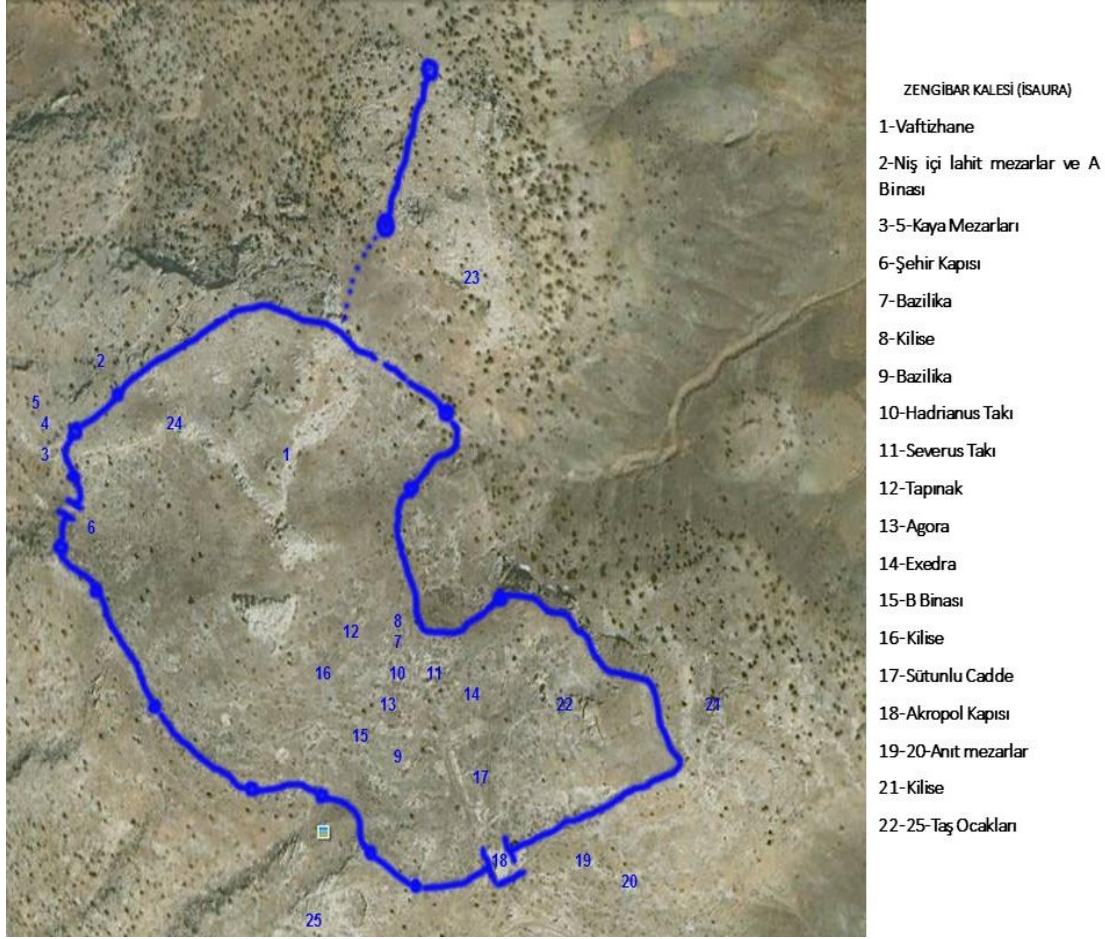 ZENGİBAR KALESİ (İSAURA)
1-Vaftizhane
2-Niş içi lahit mezarlar ve A
Binası
3-5-Kaya Mezarları
6-Şehir Kapısı
7-Bazilika
8-Kilise
9-Bazilika
10-Hadrianus Takı
11-Severus Takı
12-Tapınak
13-Agora
14-Exedra
15-B Binası
16-Kilise
17-Sütunlu Cadde
18-Akropol Kapısı
19-20-Anıt mezarlar
21-Kilise
22-25-Taş Ocakları
23
2
5
4
24
3
1
6
8
12
7
16
10
11
14
13
22
21
15
9
17
18
19
20
25